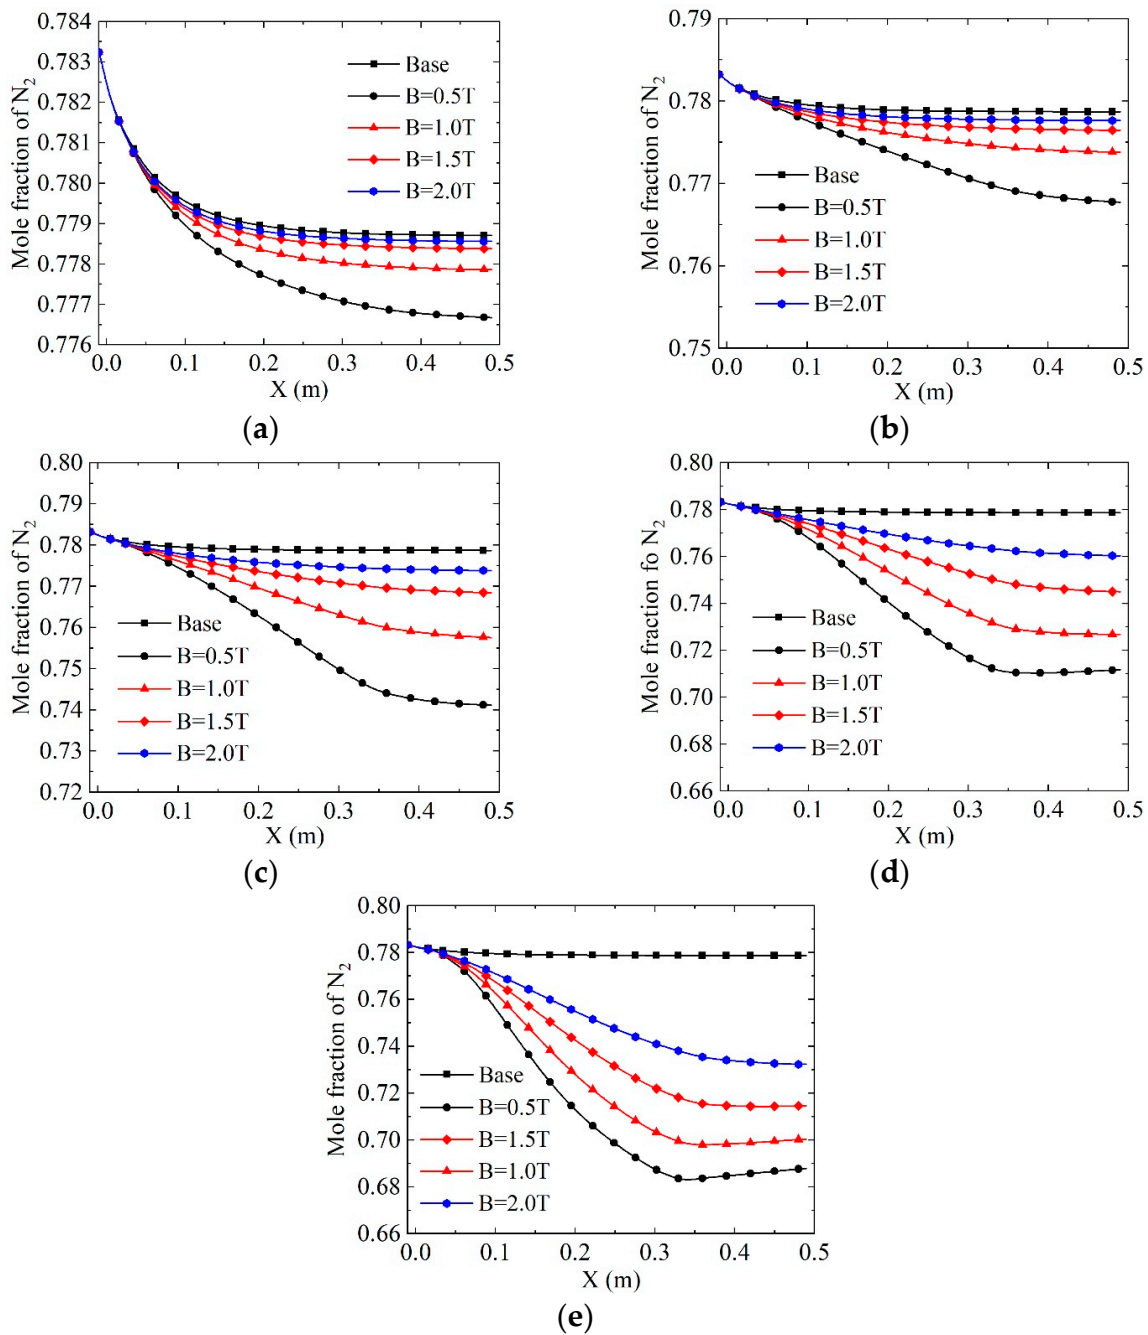 0.784
0.783
0.782
0.781
0.780
0.779
0.778
0.777
0.776
Mole fraction of N2
Base
B=0.5T
B=1.0T
B=1.5T
B=2.0T
0.0 0.1 0.2 0.3 0.4 0.5
X (m)
(a)
0.79
0.78
0.77
0.76
0.75
Mole fraction of N2
Base
B=0.5T
B=1.0T
B=1.5T
B=2.0T
0.0 0.1 0.2 0.3 0.4 0.5
X (m)
(b)
0.80
0.79
0.78
0.77
0.76
0.75
0.74
0.73
0.72
Mole fraction of N2
Base
B=0.5T
B=1.0T
B=1.5T
B=2.0T
0.0 0.1 0.2 0.3 0.4 0.5
X (m)
(c)
0.80
0.78
0.76
0.74
0.72
0.70
0.68
0.66
Mole fraction fo N2
Base
B=0.5T
B=1.0T
B=1.5T
B=2.0T
0.0 0.1 0.2 0.3 0.4 0.5
X (m)
(d)
0.80
0.78
0.76
0.74
0.72
0.70
0.68
0.66
Mole fraction of N2
Base
B=0.5T
B=1.5T
B=1.0T
B=2.0T
0.0 0.1 0.2 0.3 0.4 0.5
X (m)
(e)